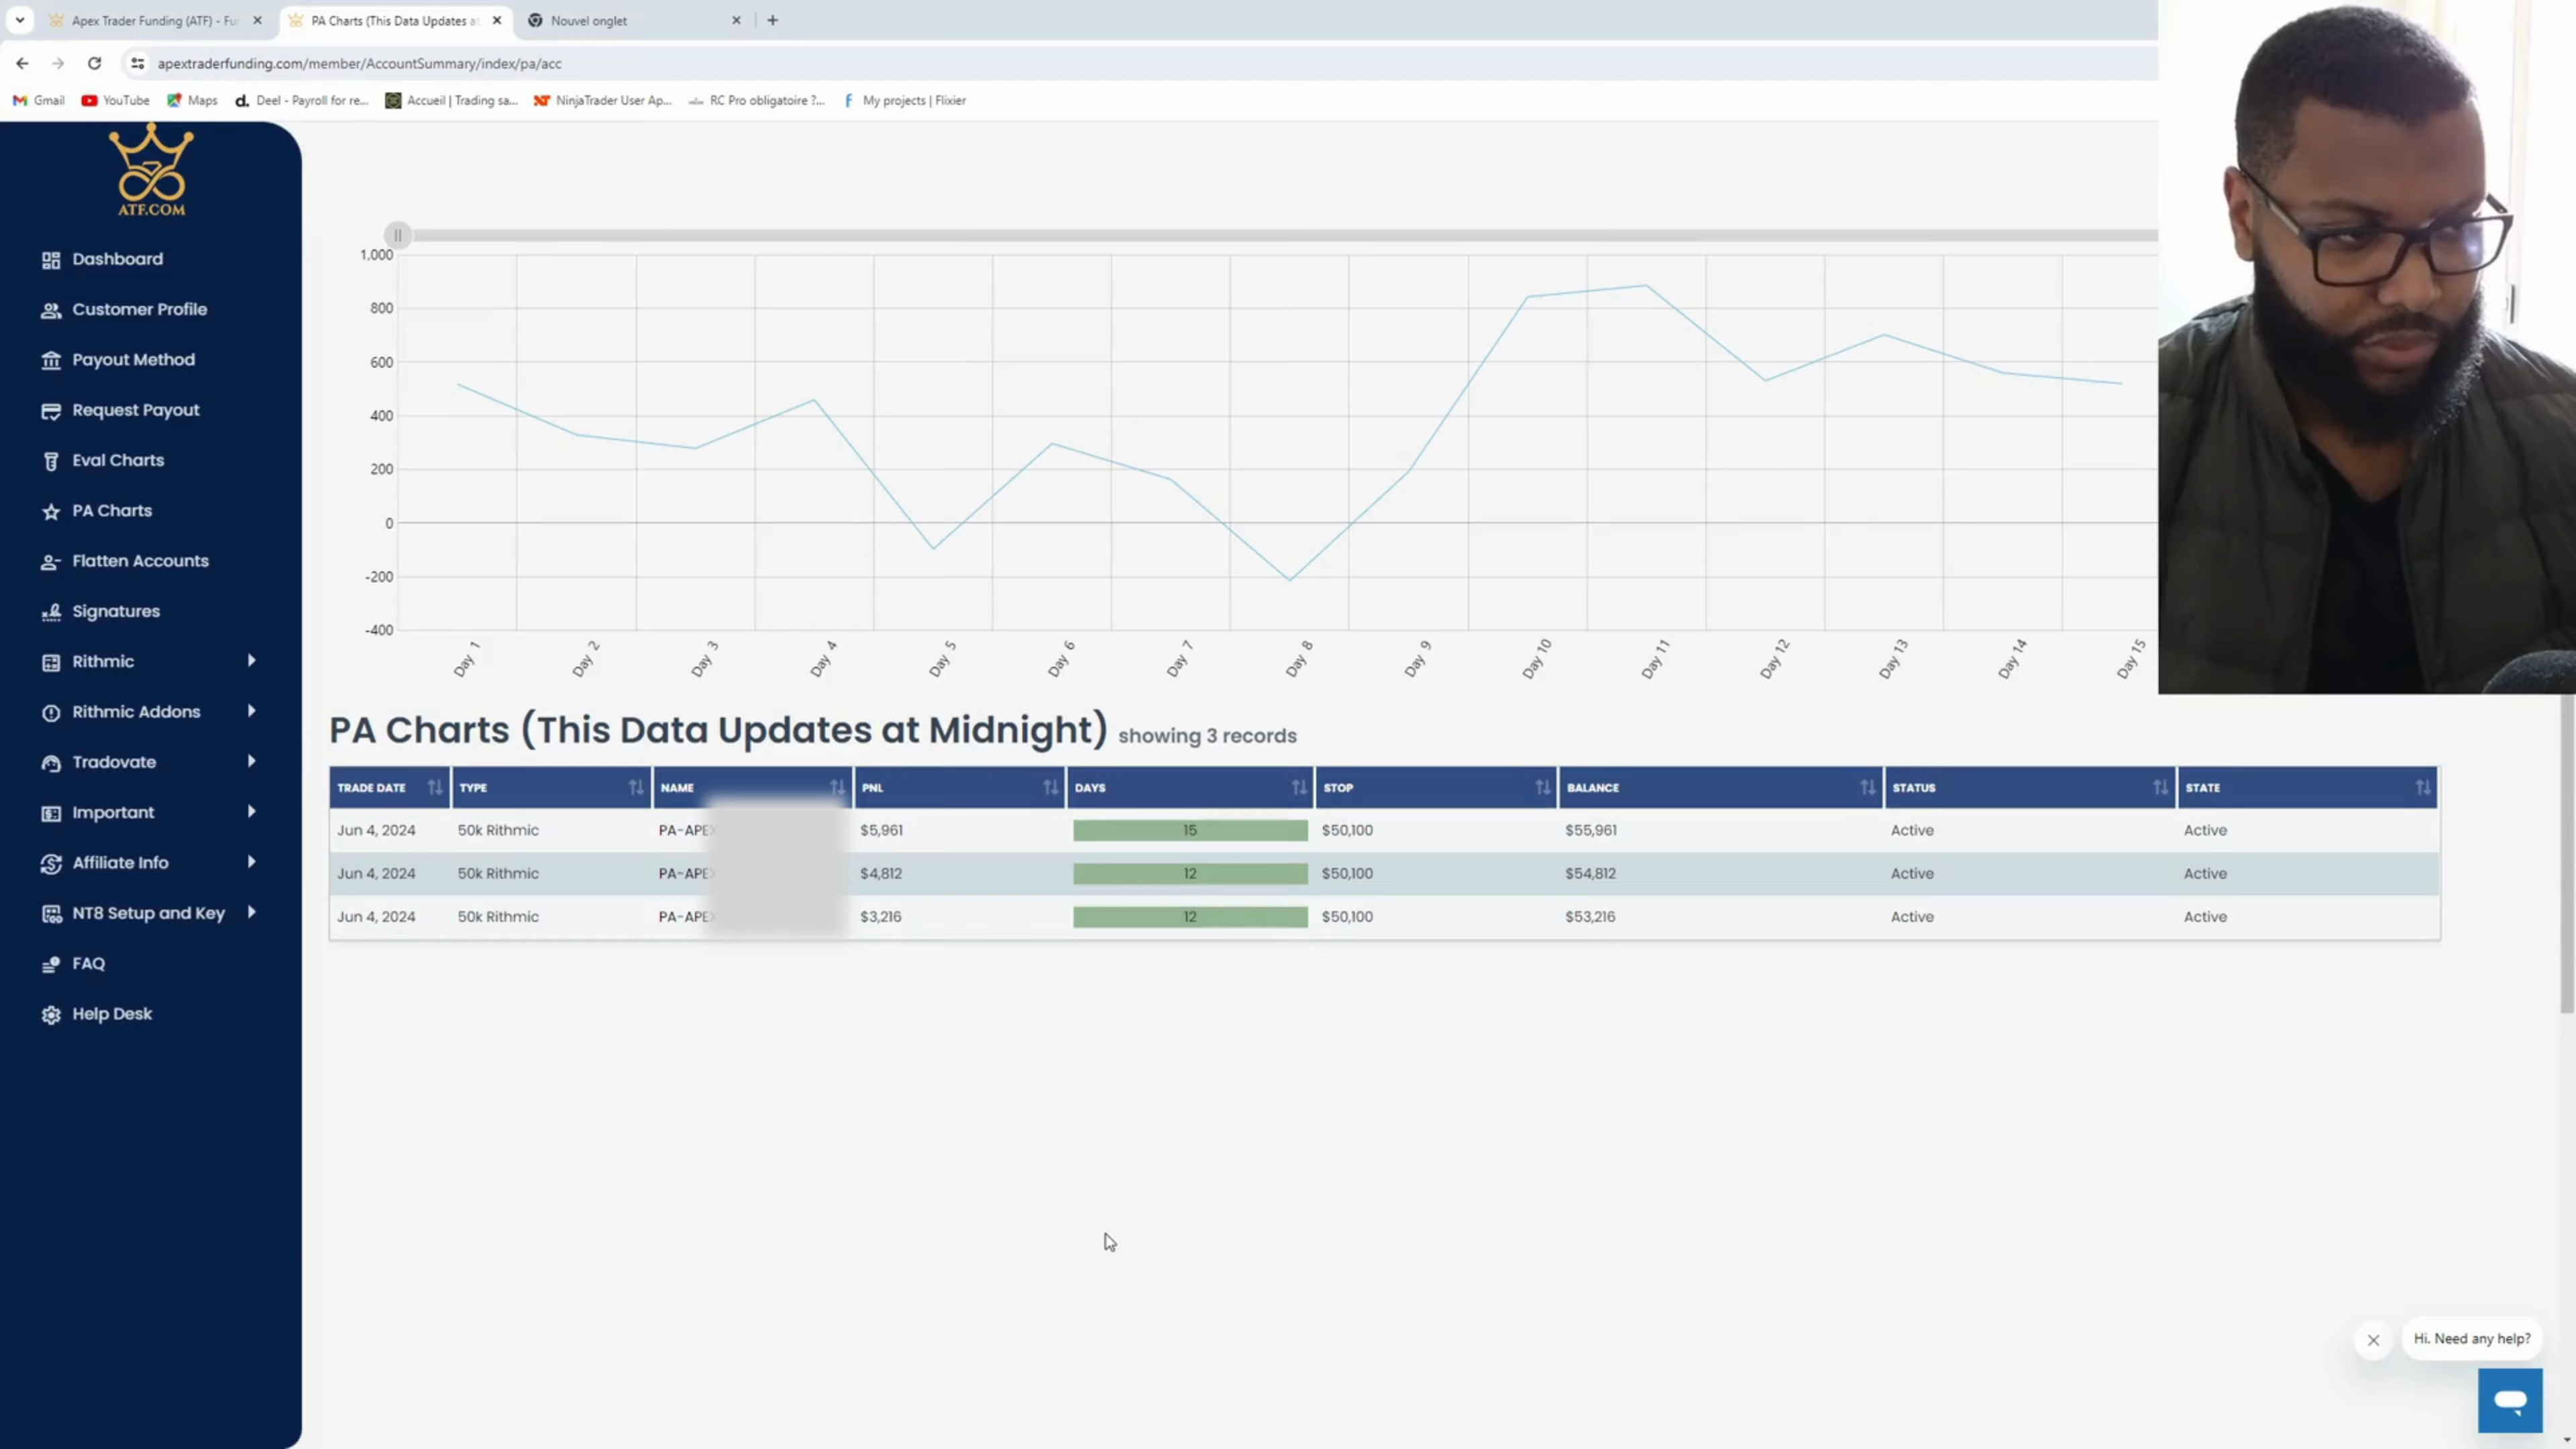 Apex Trader Funding (ATF) - Fu
PA Charts (This Data Updates a
Nouvel onglet
apextraderfunding.com/member/AccountSummary/index/pa/acc
Gmail YouTube Maps Deel - Payroll for re... Accueil | Trading sa... NinjaTrader User Ap... RC Pro obligatoire ?... My projects | Flixier
ATF.COM
Dashboard
Customer Profile
Payout Method
Request Payout
Eval Charts
PA Charts
Flatten Accounts
Signatures
Rithmic
Rithmic Addons
Tradovate
Important
Affiliate Info
NT8 Setup and Key
FAQ
Help Desk
1,000
800
600
400
200
0
-200
-400
Day 1 Day 2 Day 3 Day 4 Day 5 Day 6 Day 7 Day 8 Day 9 Day 10 Day 11 Day 12 Day 13 Day 14 Day 15
PA Charts (This Data Updates at Midnight) showing 3 records
TRADE DATE TYPE NAME PNL DAYS STOP BALANCE STATUS STATE
Jun 4, 2024 50k Rithmic PA-APEX $5,961 15 $50,100 $55,961 Active Active
Jun 4, 2024 50k Rithmic PA-APEX $4,812 12 $50,100 $54,812 Active Active
Jun 4, 2024 50k Rithmic PA-APEX $3,216 12 $50,100 $53,216 Active Active
Hi. Need any help?